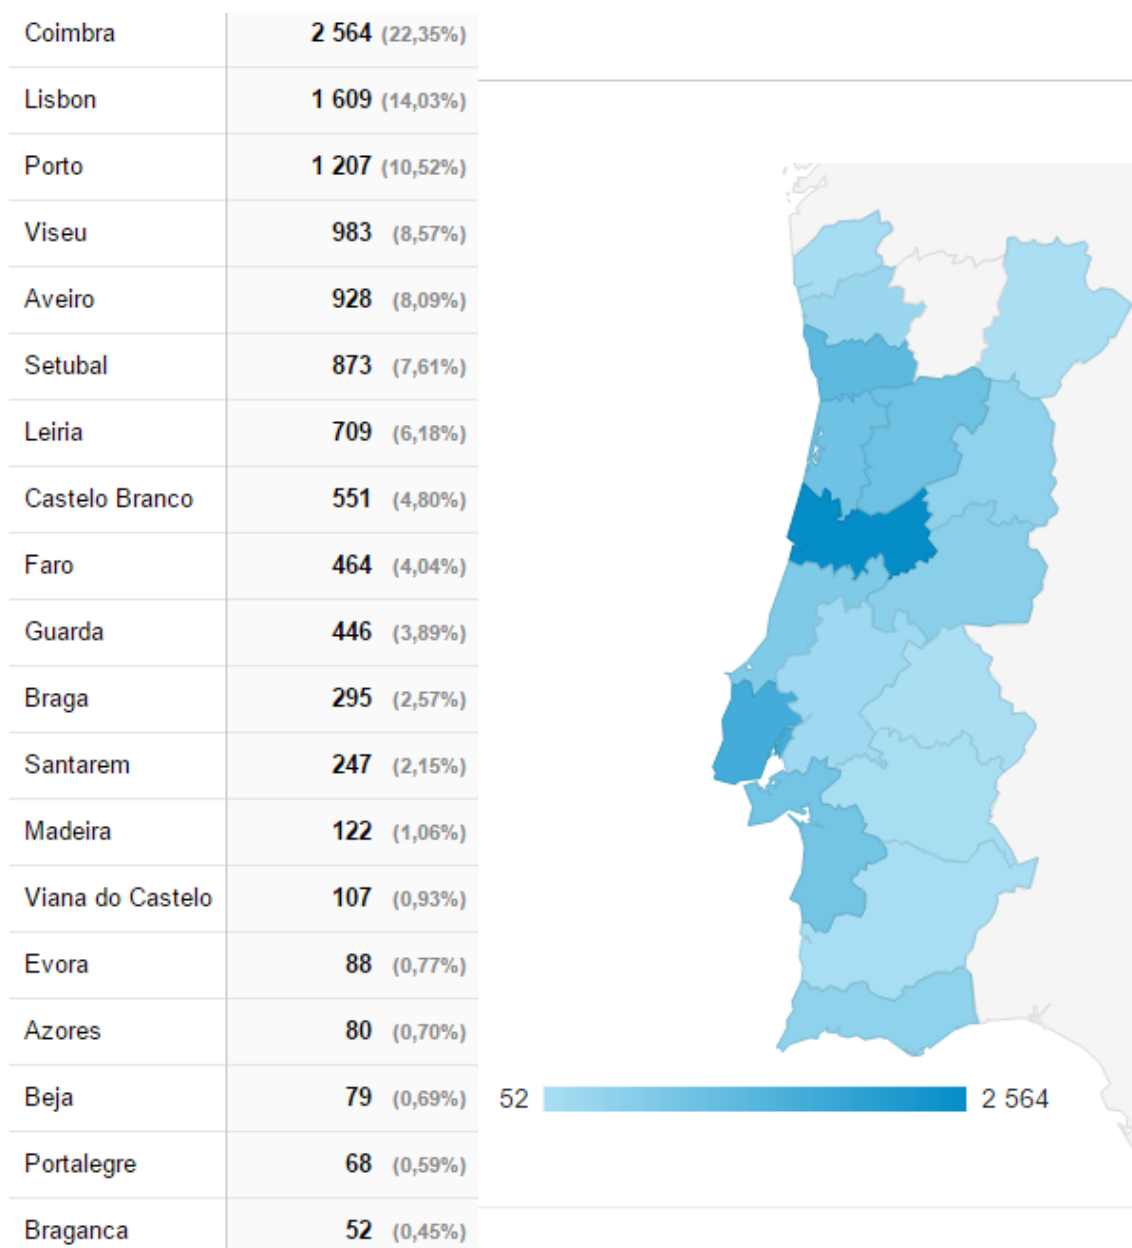 Coimbra 2 564 (22,35%)
Lisbon 1 609 (14,03%)
Porto 1 207 (10,52%)
Viseu 983 (8,57%)
Aveiro 928 (8,09%)
Setubal 873 (7,61%)
Leiria 709 (6,18%)
Castelo Branco 551 (4,80%)
Faro 464 (4,04%)
Guarda 446 (3,89%)
Braga 295 (2,57%)
Santarem 247 (2,15%)
Madeira 122 (1,06%)
Viana do Castelo 107 (0,93%)
Evora 88 (0,77%)
Azores 80 (0,70%)
Beja 79 (0,69%)
Portalegre 68 (0,59%)
Braganca 52 (0,45%)
52 2 564